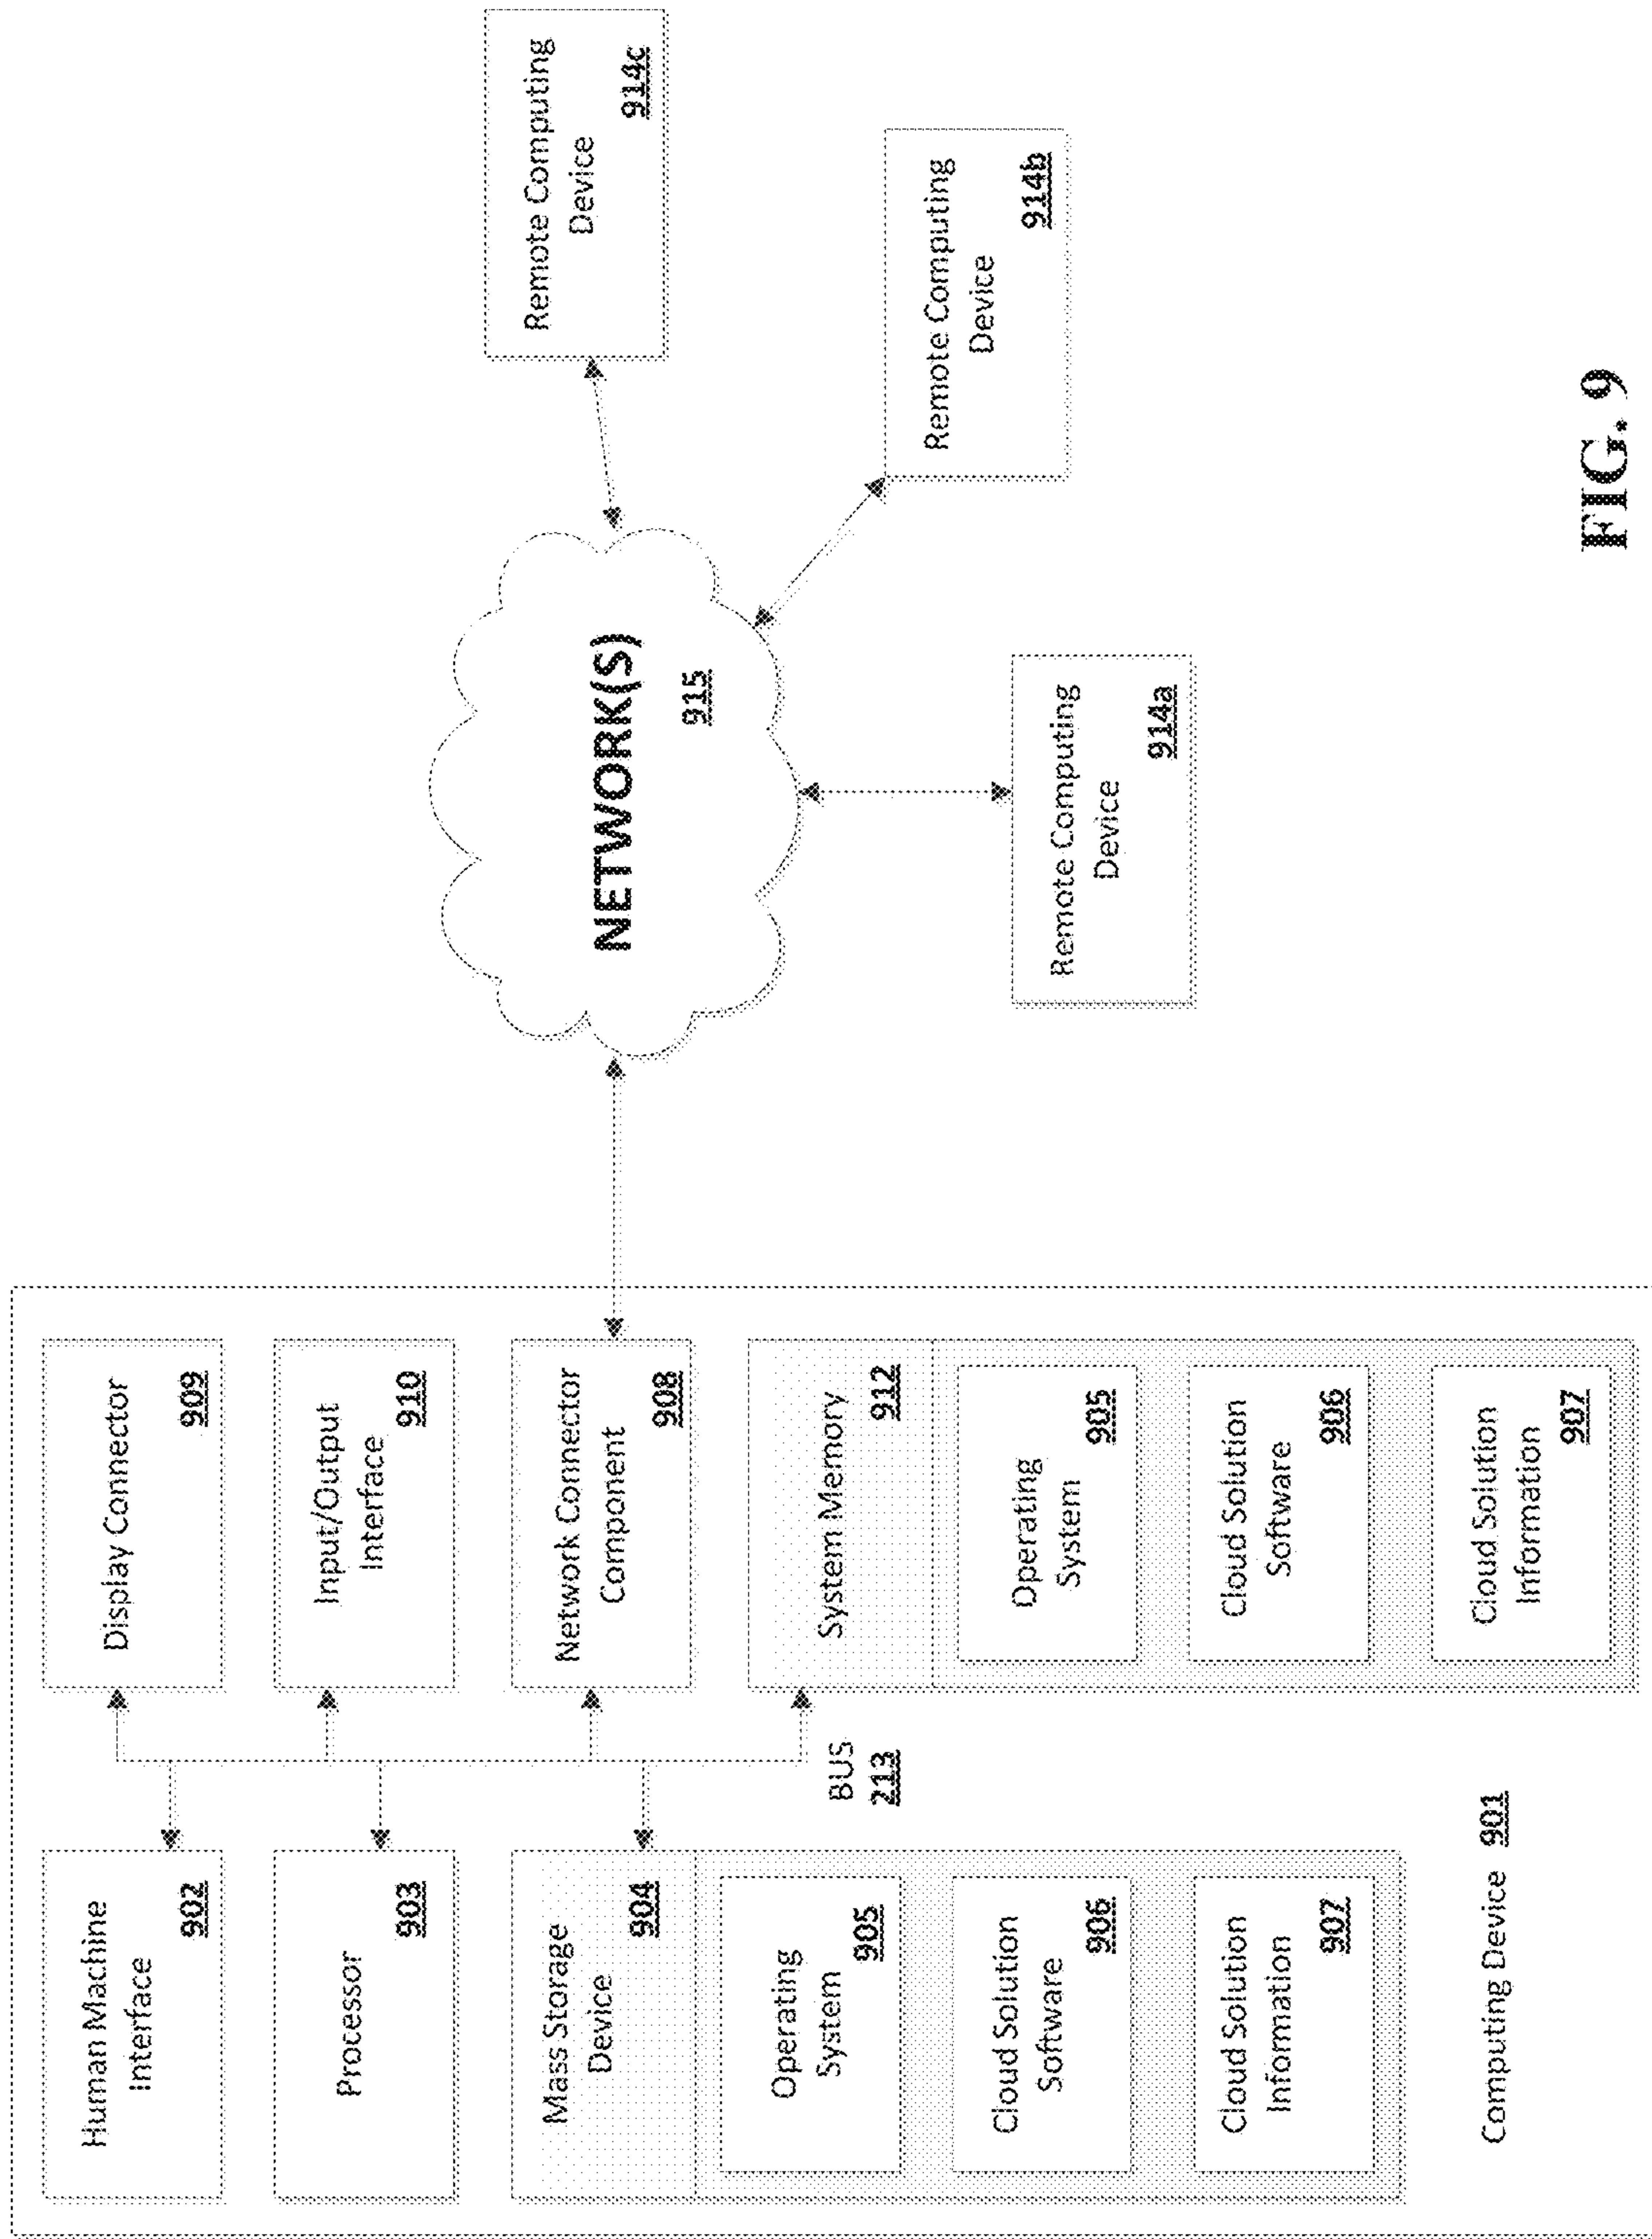 Human Machine
Interface
902
Processor
903
Mass Storage
Device
904
Operating
System
905
Cloud Solution
Software
906
Cloud Solution
Information
907
Computing Device 901
BUS
213
Display Connector
909
Input/Output
Interface
910
Network Connector
Component
908
System Memory
912
Operating
System
905
Cloud Solution
Software
906
Cloud Solution
Information
907
NETWORK(S)
915
Remote Computing
Device
914a
Remote Computing
Device
914b
Remote Computing
Device
914c
FIG. 9